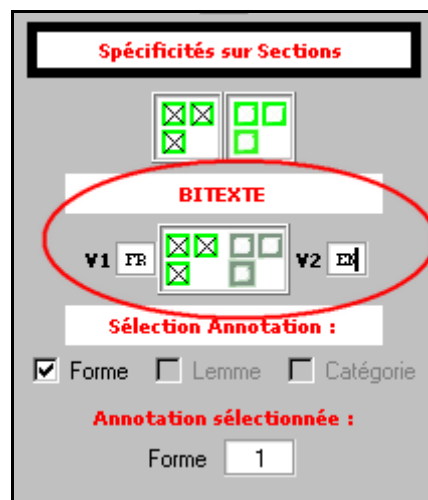 Spécificités sur Sections
BITEXTE
V1 FR V2 EN
Sélection Annotation :
Forme Lemme Catégorie
Annotation sélectionnée :
Forme 1